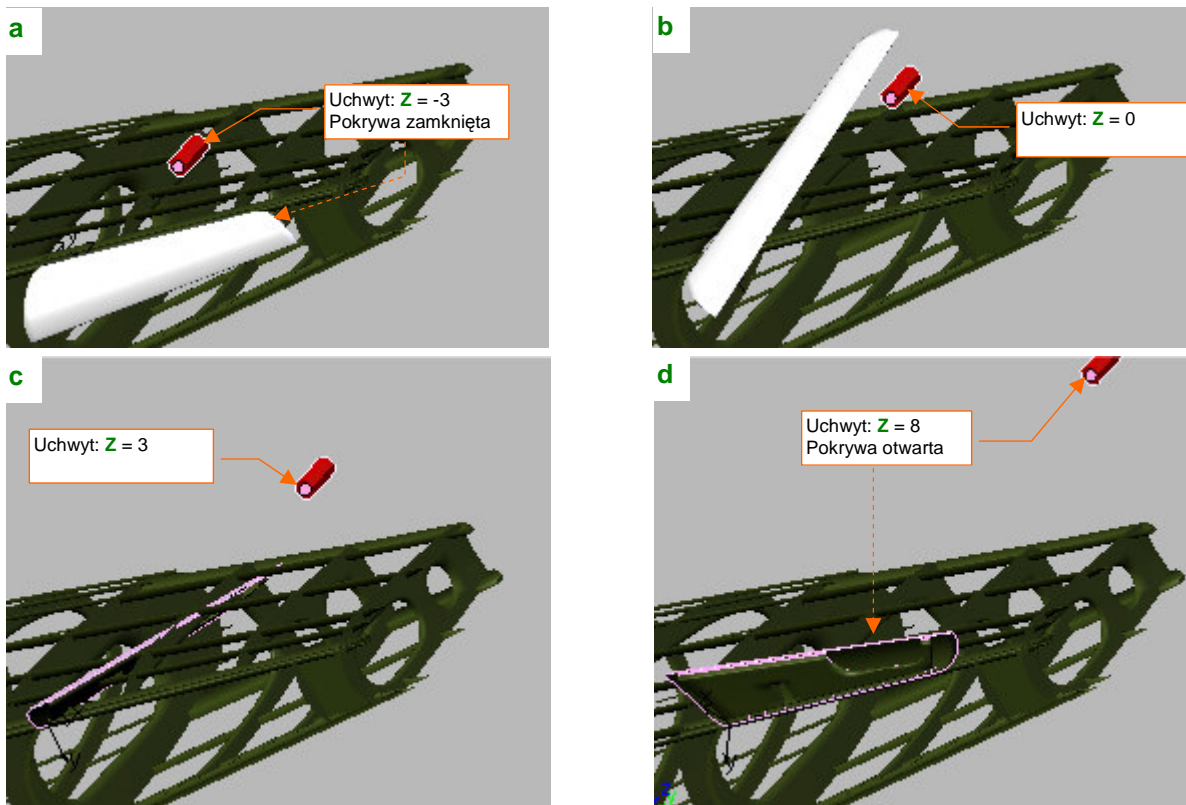 a
Uchwyt: Z = -3
Pokrywa zamknięta
b
Uchwyt: Z = 0
c
Uchwyt: Z = 3
d
Uchwyt: Z = 8
Pokrywa otwarta
Z